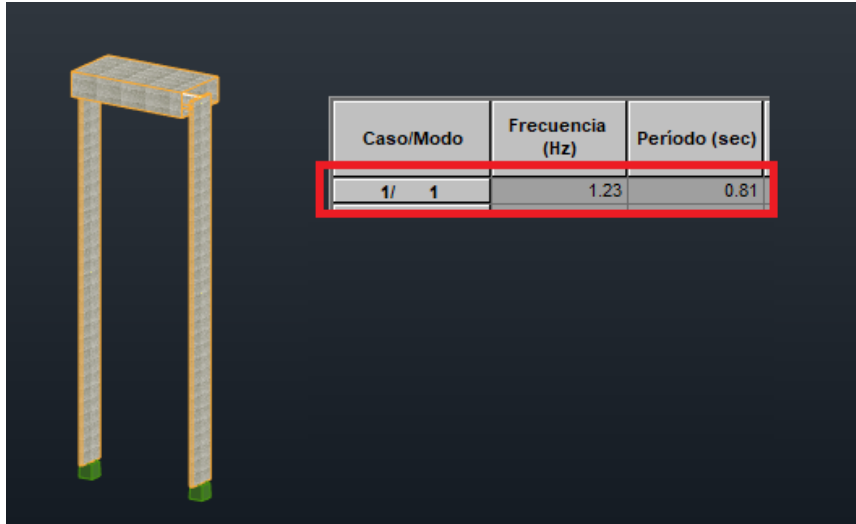 Caso/Modo
Frecuencia
(Hz)
Período (sec)
1/ 1
1.23
0.81